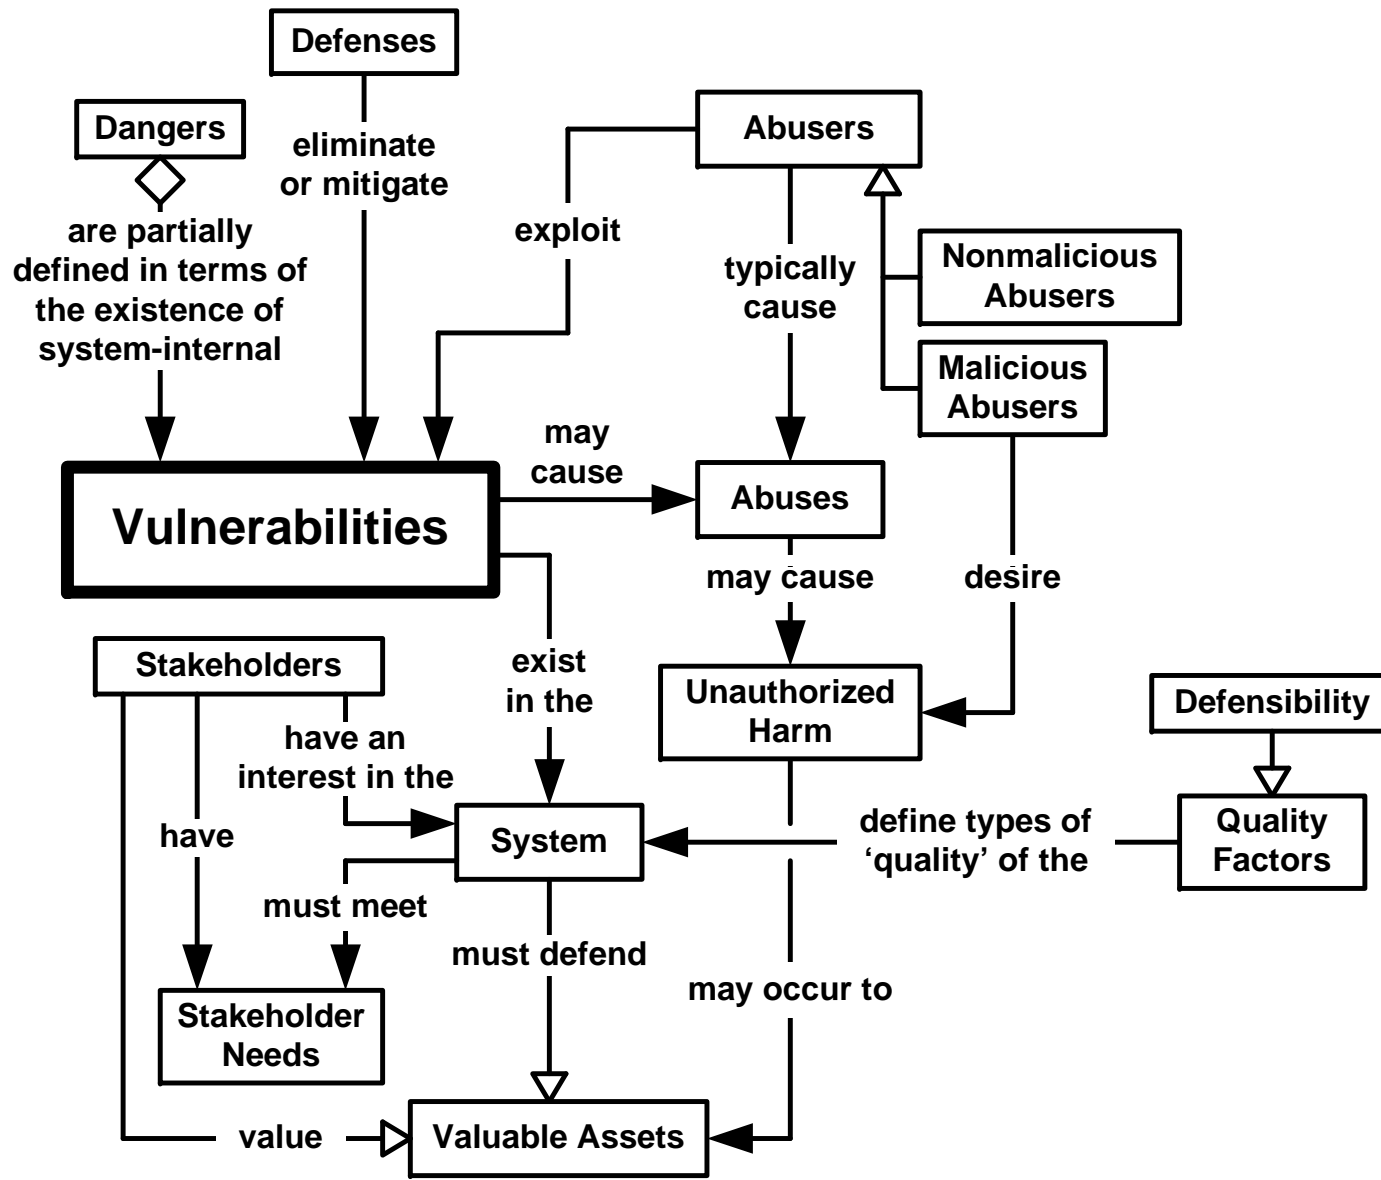 Defenses
Dangers
eliminate
or mitigate
Abusers
are partially
defined in terms of
the existence of
system-internal
exploit
typically
cause
Nonmalicious
Abusers
Malicious
Abusers
may
cause
Vulnerabilities
Abuses
may cause
desire
Stakeholders
exist
in the
Unauthorized
Harm
Defensibility
have an
interest in the
have
System
define types of
‘quality’ of the
Quality
Factors
must meet
must defend
may occur to
Stakeholder
Needs
value
Valuable Assets